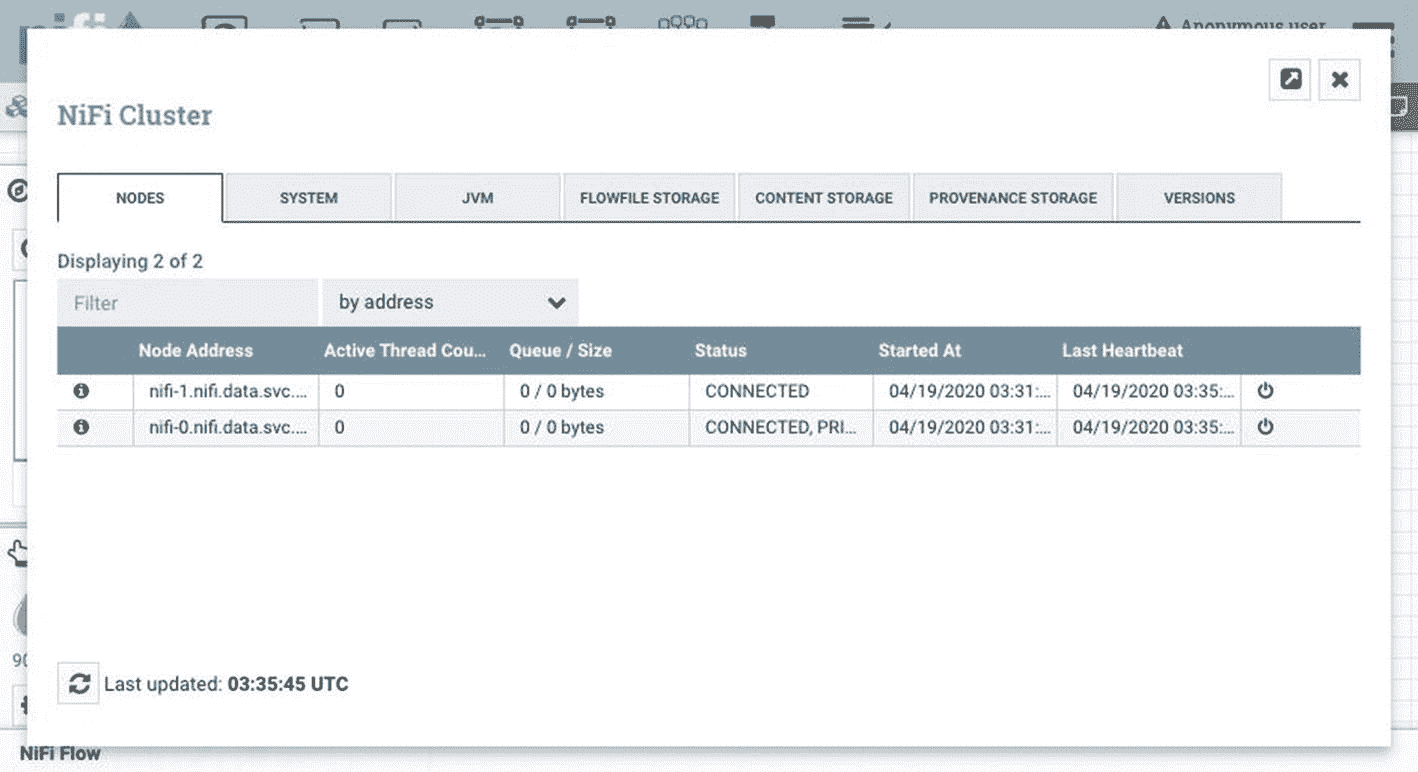 nifi
Anonymous user
NiFi Cluster
NODES SYSTEM JVM FLOWFILE STORAGE CONTENT STORAGE PROVENANCE STORAGE VERSIONS
Displaying 2 of 2
Filter by address
Node Address Active Thread Cou... Queue / Size Status Started At Last Heartbeat
nifi-1.nifi.data.svc.... 0 0 / 0 bytes CONNECTED 04/19/2020 03:31:... 04/19/2020 03:35:...
nifi-0.nifi.data.svc.... 0 0 / 0 bytes CONNECTED, PRI... 04/19/2020 03:31:... 04/19/2020 03:35:...
Last updated: 03:35:45 UTC
NiFi Flow